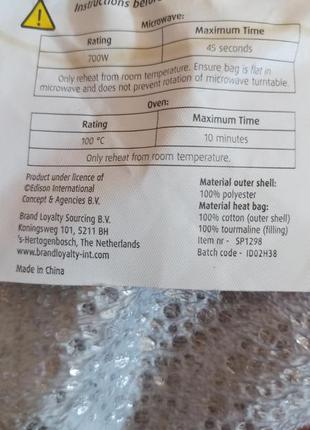 Instructions before
Microwave:
Rating Maximum Time
700W 45 seconds
Only reheat from room temperature. Ensure bag is flat in
microwave and does not prevent rotation of microwave turntable.
Oven:
Rating Maximum Time
100 °C 10 minutes
Only reheat from room temperature.
Product under licence of
©Edison International
Concept & Agencies B.V.
Brand Loyalty Sourcing B.V.
Koningsweg 101, 5211 BH
's-Hertogenbosch, The Netherlands
www.brandloyalty-int.com
Made in China
Material outer shell:
100% polyester
Material heat bag:
100% cotton (outer shell)
100% tourmaline (filling)
Item nr - SP1298
Batch code - ID02H38